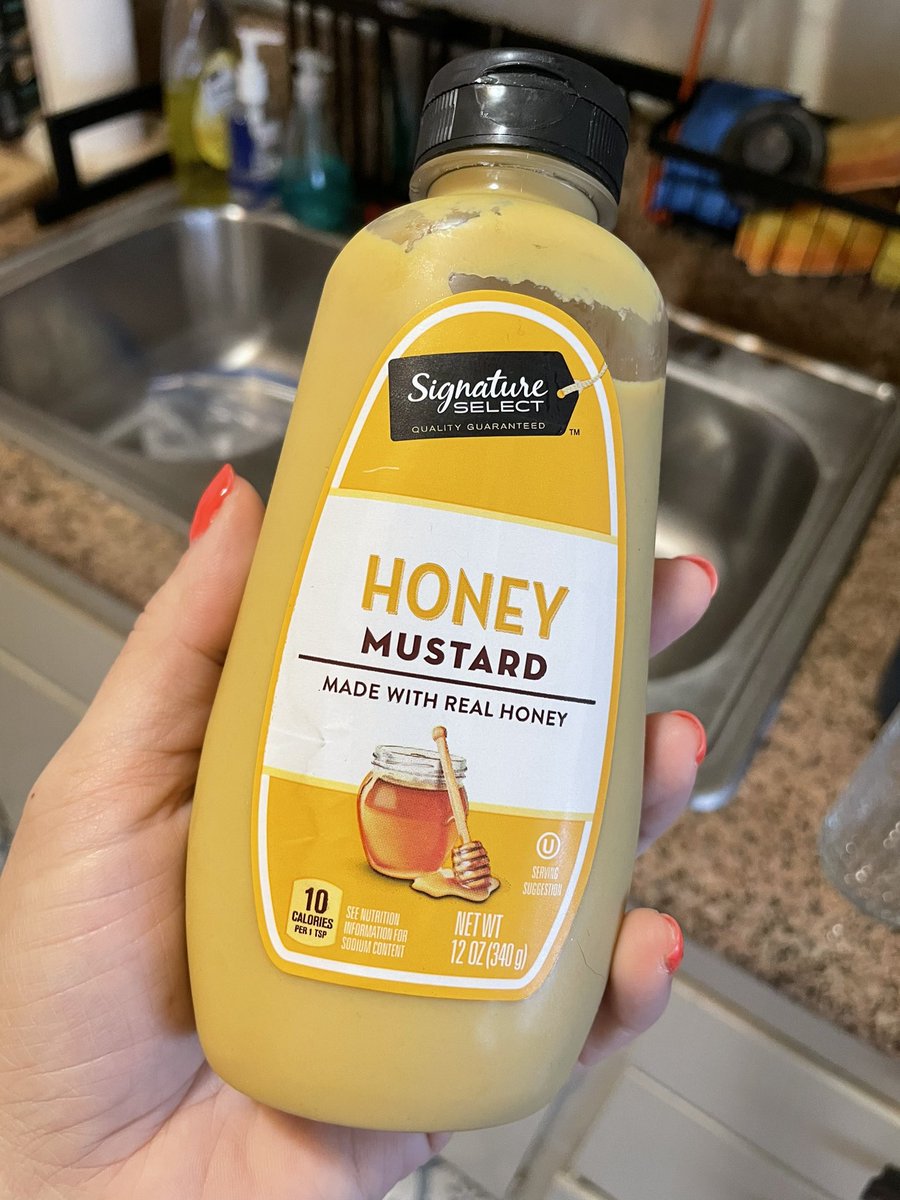 Signature
SELECT
QUALITY GUARANTEED
TM
HONEY
MUSTARD
MADE WITH REAL HONEY
U
SERVING
SUGGESTION
10
CALORIES
PER 1 TSP
SEE NUTRITION
INFORMATION FOR
SODIUM CONTENT
NET WT
12 OZ (340g)